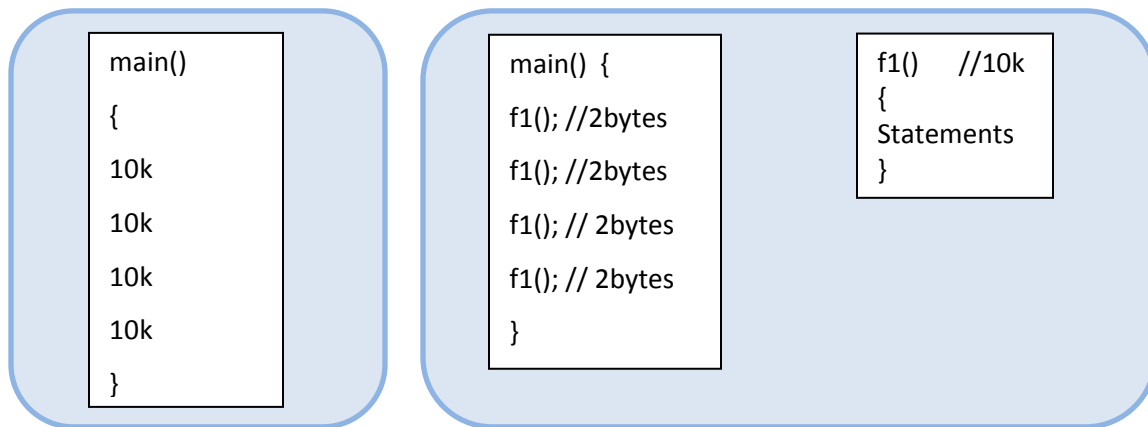 main()
{
10k
10k
10k
10k
}
main() {
f1(); //2bytes
f1(); //2bytes
f1(); // 2bytes
f1(); // 2bytes
}
f1() //10k
{
Statements
}